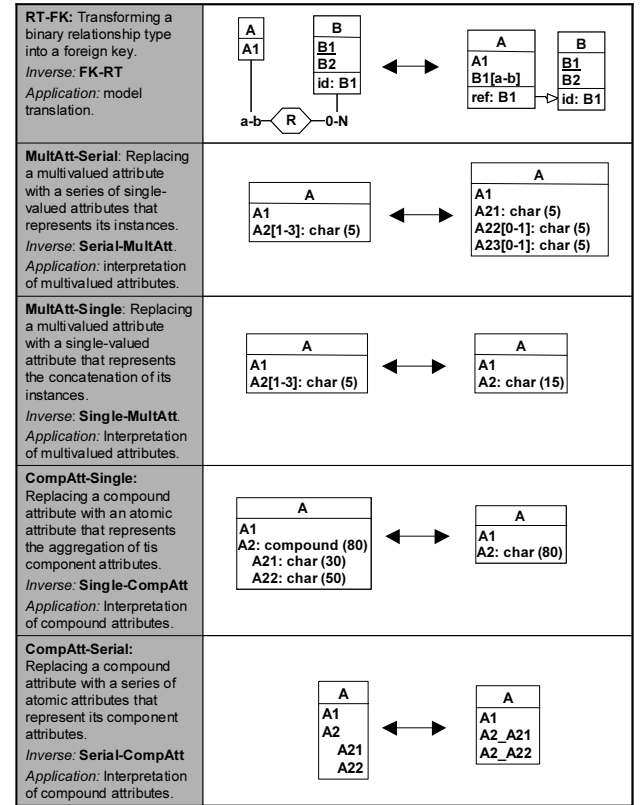 RT-FK: Transforming a
binary relationship type
into a foreign key.
Inverse: FK-RT
Application: model
translation.
A
A1
B
B1
B2
id: B1
a-b
R
0-N
A
A1
B1[a-b]
ref: B1
B
B1
B2
id: B1
MultAtt-Serial: Replacing
a multivalued attribute
with a series of single-
valued attributes that
represents its instances.
Inverse: Serial-MultAtt.
Application: interpretation
of multivalued attributes.
A
A1
A2[1-3]: char (5)
A
A1
A21: char (5)
A22[0-1]: char (5)
A23[0-1]: char (5)
MultAtt-Single: Replacing
a multivalued attribute
with a single-valued
attribute that represents
the concatenation of its
instances.
Inverse: Single-MultAtt.
Application: Interpretation
of multivalued attributes.
A
A1
A2[1-3]: char (5)
A
A1
A2: char (15)
CompAtt-Single:
Replacing a compound
attribute with an atomic
attribute that represents
the aggregation of tis
component attributes.
Inverse: Single-CompAtt
Application: Interpretation
of compound attributes.
A
A1
A2: compound (80)
A21: char (30)
A22: char (50)
A
A1
A2: char (80)
CompAtt-Serial:
Replacing a compound
attribute with a series of
atomic attributes that
represent its component
attributes.
Inverse: Serial-CompAtt
Application: Interpretation
of compound attributes.
A
A1
A2
A21
A22
A
A1
A2_A21
A2_A22